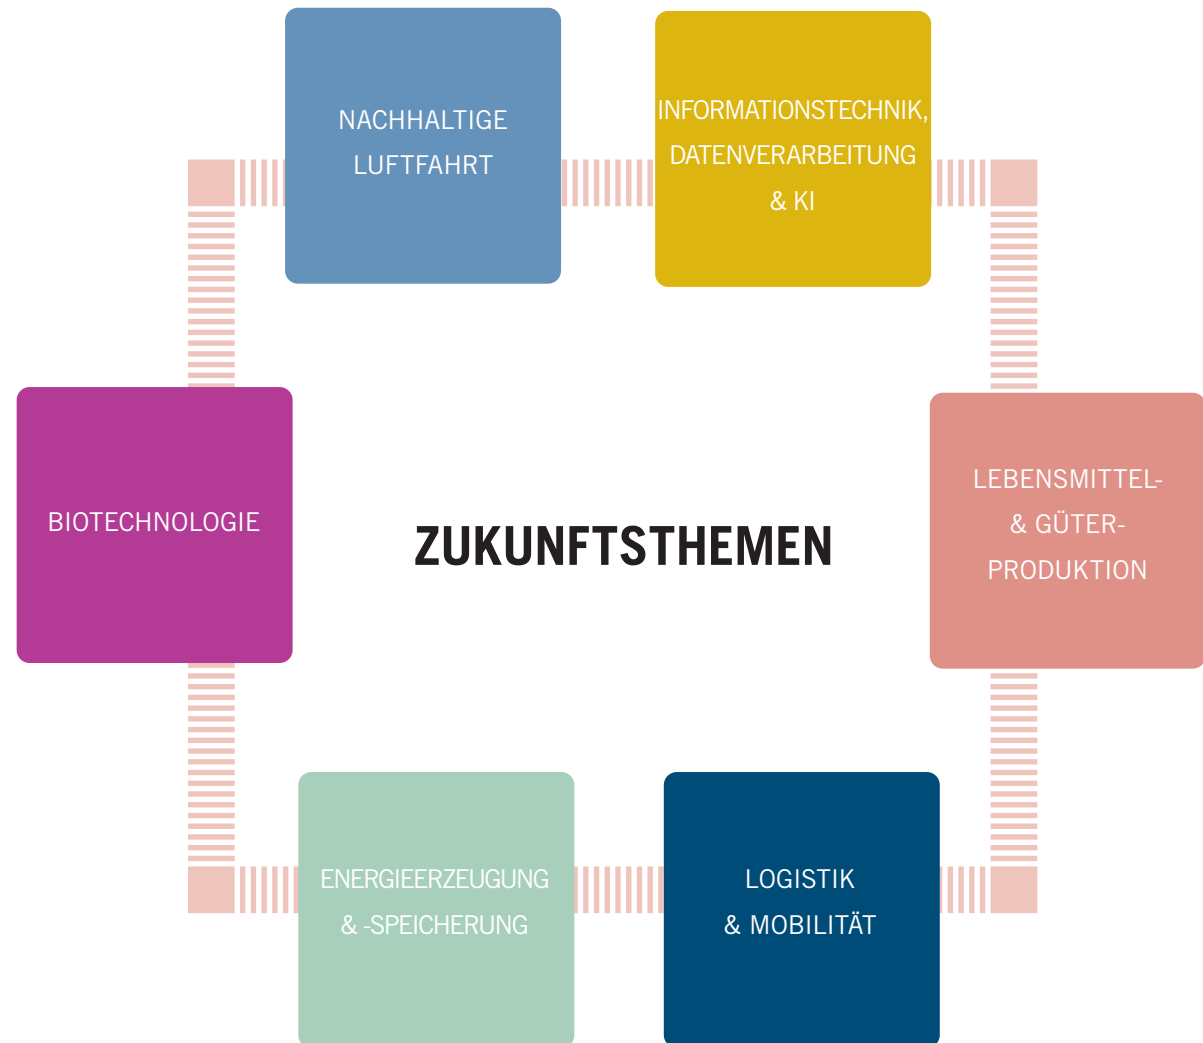 NACHHALTIGE
LUFTFAHRT
INFORMATIONSTECHNIK,
DATENVERARBEITUNG
& KI
BIOTECHNOLOGIE
ZUKUNFTSTHEMEN
LEBENSMITTEL-
& GÜTER-
PRODUKTION
ENERGIEERZEUGUNG
& -SPEICHERUNG
LOGISTIK
& MOBILITÄT